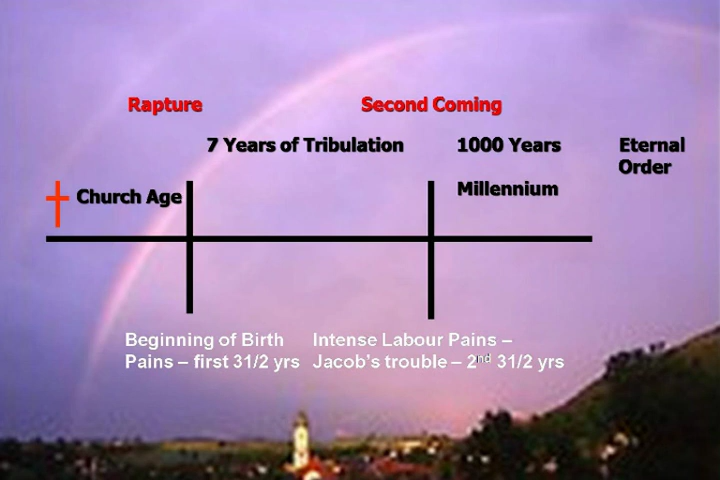 Rapture
Second Coming
7 Years of Tribulation
1000 Years
Eternal
Order
Church Age
Millennium
Beginning of Birth
Pains – first 31/2 yrs
Intense Labour Pains –
Jacob's trouble – 2nd 31/2 yrs